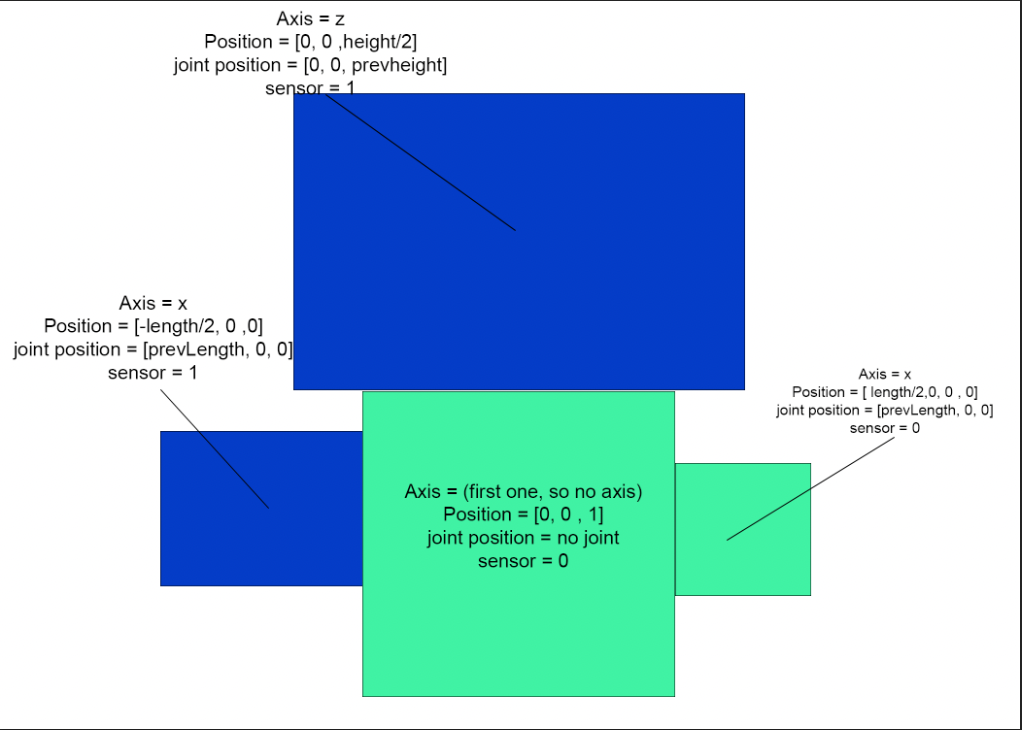 Axis = z
Position = [0, 0 ,height/2]
joint position = [0, 0, prevheight]
sensor = 1
Axis = x
Position = [-length/2, 0 ,0]
joint position = [prevLength, 0, 0]
sensor = 1
Axis = x
Position = [ length/2,0, 0 , 0]
joint position = [prevLength, 0, 0]
sensor = 0
Axis = (first one, so no axis)
Position = [0, 0 , 1]
joint position = no joint
sensor = 0